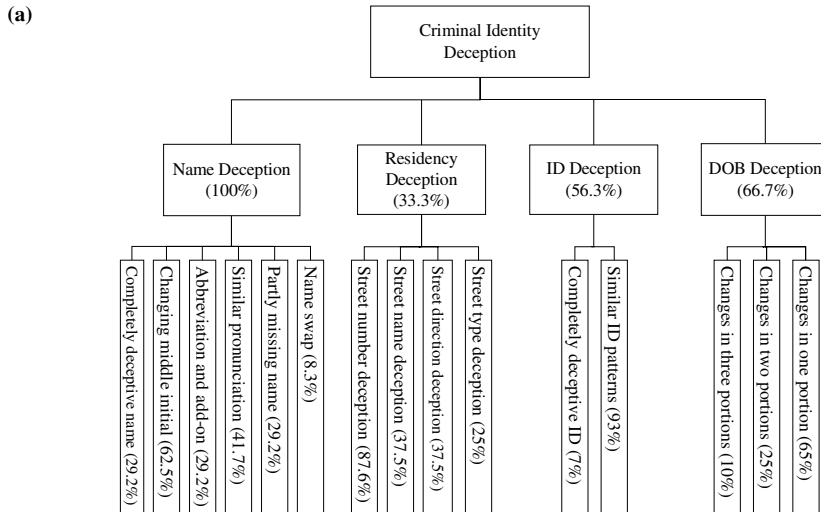 (a)
Criminal Identity
Deception
Name Deception
(100%)
Residency
Deception
(33.3%)
ID Deception
(56.3%)
DOB Deception
(66.7%)
Completely deceptive name (29.2%)
Changing middle initial (62.5%)
Abbreviation and add-on (29.2%)
Similar pronunciation (41.7%)
Partly missing name (29.2%)
Name swap (8.3%)
Street number deception (87.6%)
Street name deception (37.5%)
Street direction deception (37.5%)
Street type deception (25%)
Completely deceptive ID (7%)
Similar ID patterns (93%)
Changes in three portions (10%)
Changes in two portions (25%)
Changes in one portion (65%)